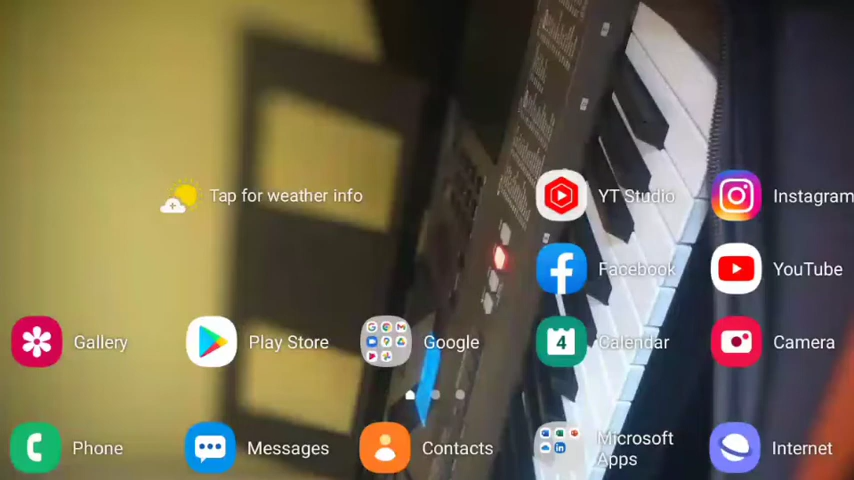 Tap for weather info
YT Studio
Instagram
Facebook
YouTube
Gallery
Play Store
Google
4
Calendar
Camera
Phone
Messages
Contacts
Microsoft
Apps
Internet